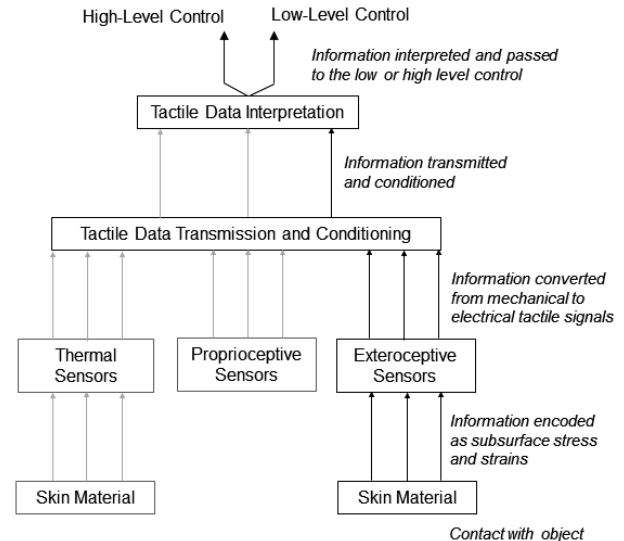 High-Level Control
Low-Level Control
Information interpreted and passed
to the low or high level control
Tactile Data Interpretation
Information transmitted
and conditioned
Tactile Data Transmission and Conditioning
Information converted
from mechanical to
electrical tactile signals
Thermal
Sensors
Proprioceptive
Sensors
Exteroceptive
Sensors
Information encoded
as subsurface stress
and strains
Skin Material
Skin Material
Contact with object